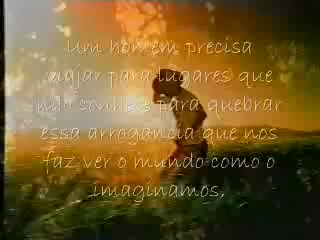 Um homem precisa
viajar para lugares que
não conhece para quebrar
essa arrogância que nos
faz ver o mundo como o
imaginamos,